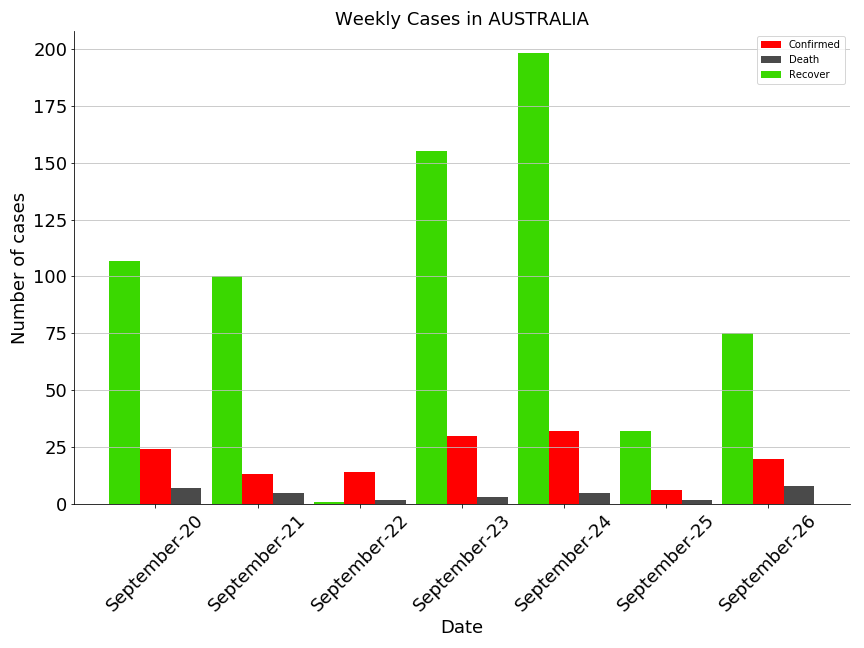 Weekly Cases in AUSTRALIA
Confirmed
Death
Recover
Number of cases
200
175
150
125
100
75
50
25
0
September-20
September-21
September-22
September-23
September-24
September-25
September-26
Date